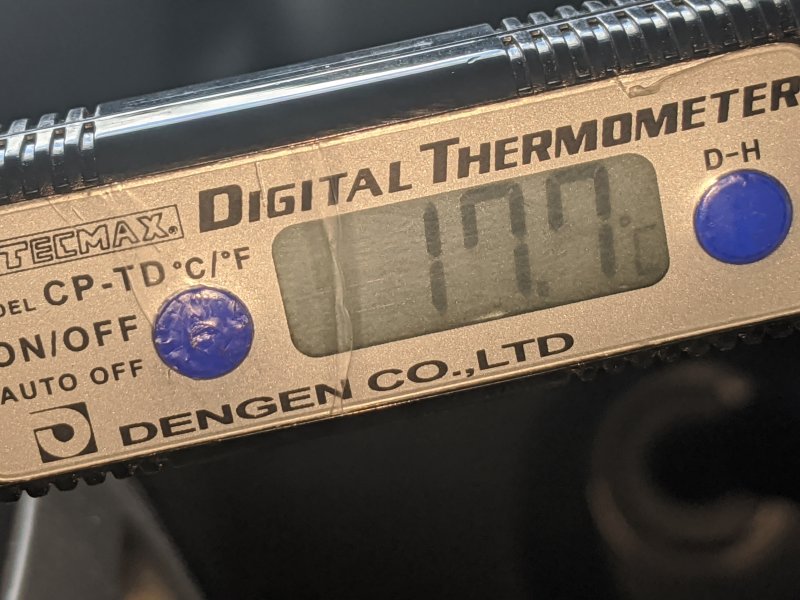 DIGITAL THERMOMETER
TECMAX.
D-H
CP-TD °C/°F
17.7°C
ON/OFF
AUTO OFF
DENGEN CO.,LTD